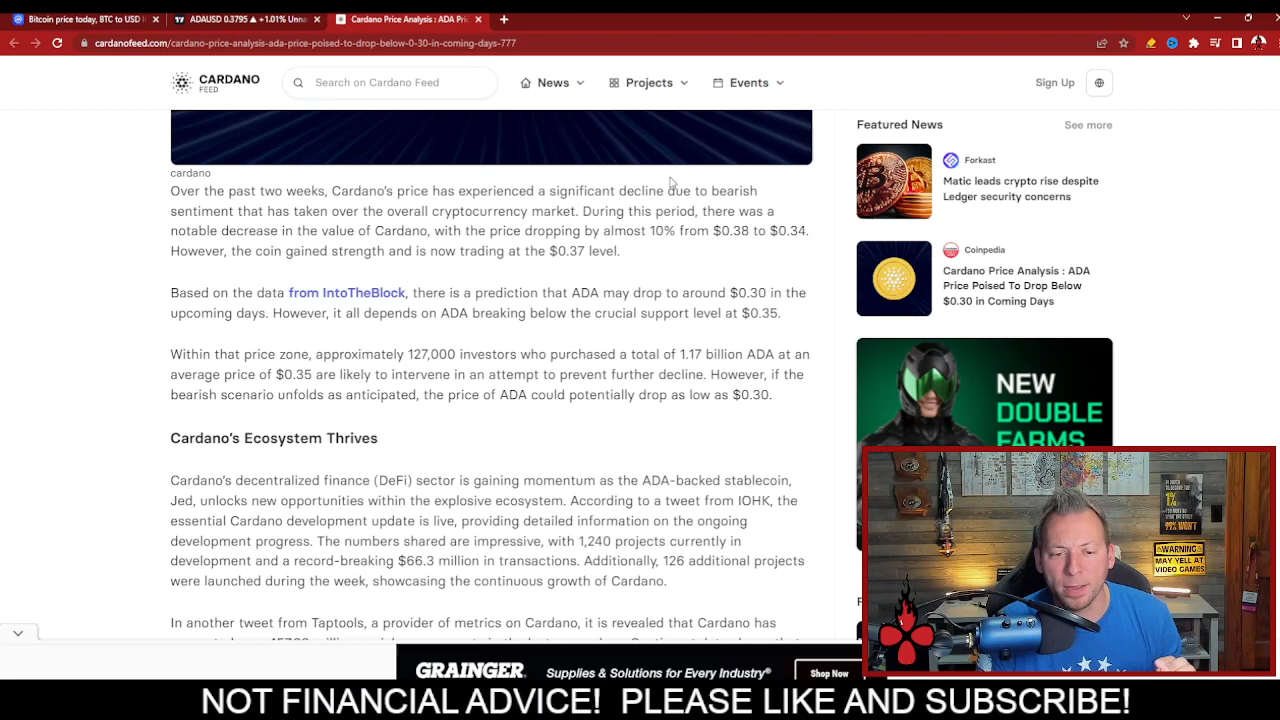 Bitcoin price today, BTC to USD l
ADAUSD 0.3795 ▲ +1.01% Unna
Cardano Price Analysis : ADA Pri
cardanofeed.com/cardano-price-analysis-ada-price-poised-to-drop-below-0-30-in-coming-days-777
CARDANO
FEED
Search on Cardano Feed
News
Projects
Events
Sign Up
cardano
Over the past two weeks, Cardano's price has experienced a significant decline due to bearish
sentiment that has taken over the overall cryptocurrency market. During this period, there was a
notable decrease in the value of Cardano, with the price dropping by almost 10% from $0.38 to $0.34.
However, the coin gained strength and is now trading at the $0.37 level.
Based on the data from IntoTheBlock, there is a prediction that ADA may drop to around $0.30 in the
upcoming days. However, it all depends on ADA breaking below the crucial support level at $0.35.
Within that price zone, approximately 127,000 investors who purchased a total of 1.17 billion ADA at an
average price of $0.35 are likely to intervene in an attempt to prevent further decline. However, if the
bearish scenario unfolds as anticipated, the price of ADA could potentially drop as low as $0.30.
Cardano's Ecosystem Thrives
Cardano's decentralized finance (DeFi) sector is gaining momentum as the ADA-backed stablecoin,
Jed, unlocks new opportunities within the explosive ecosystem. According to a tweet from IOHK, the
essential Cardano development update is live, providing detailed information on the ongoing
development progress. The numbers shared are impressive, with 1,240 projects currently in
development and a record-breaking $66.3 million intransactions. Additionally, 126 additional projects
were launched during the week, showcasing the continuous growth of Cardano.
In another tweet from Taptools, a provider of metrics on Cardano, it is revealed that Cardano has
Featured News
See more
Forkast
Matic leads crypto rise despite
Ledger security concerns
Coinpedia
Cardano Price Analysis : ADA
Price Poised To Drop Below
$0.30 in Coming Days
NEW
DOUBLE
FARMS
1%
99% WON'T
WARNING
MAY YELL AT
VIDEO GAMES
GRAINGER
Supplies & Solutions for Every Industry®
Shop Now
NOT FINANCIAL ADVICE! PLEASE LIKE AND SUBSCRIBE!